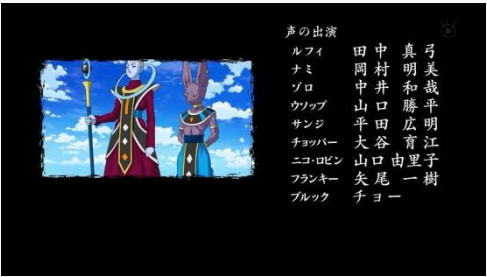 声の出演
ルフィ 田中真弓
ナミ 岡村明美
ゾロ 中井和哉
ウソップ 山口勝平
サンジ 平田広明
チョッパー 大谷育江
ニコ・ロビン 山口由里子
フランキー 矢尾一樹
ブルック チョー